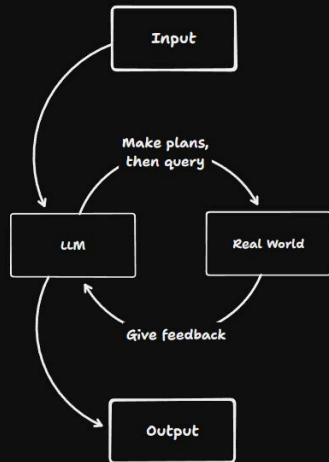 Input
Make plans,
then query
LLM
Real World
Give feedback
Output